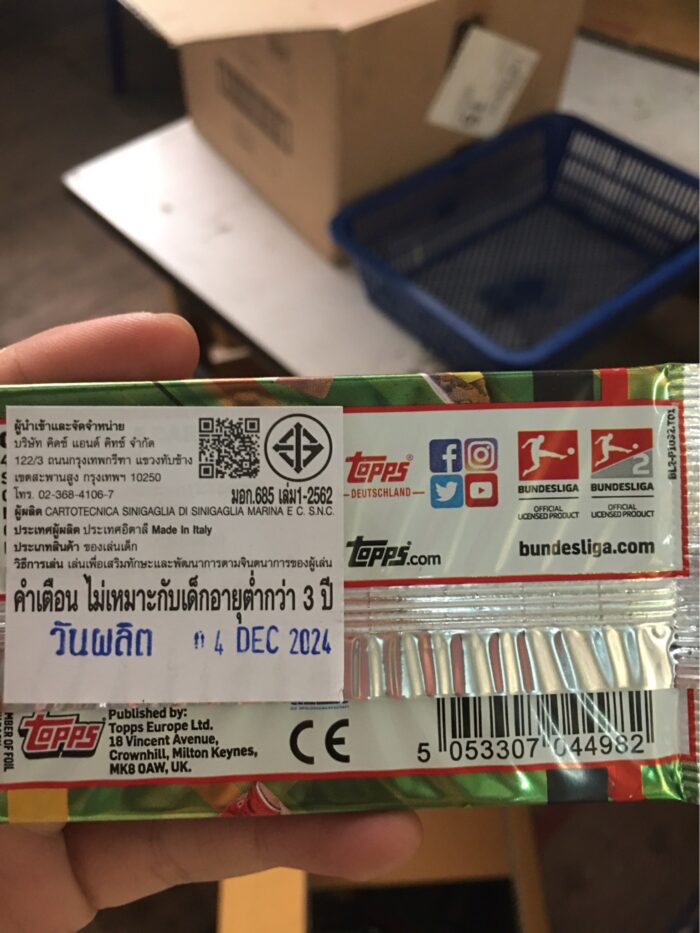 ผู้นำเข้าและจัดจำหน่าย
บริษัท คิดซ์ แอนด์ คิทซ์ จำกัด
122/3 ถนนกรุงเทพกรีฑา แขวงทับช้าง
เขตสะพานสูง กรุงเทพฯ 10250
โทร. 02-368-4106-7
มอก.685 เล่ม1-2562
ผู้ผลิต CARTOTECNICA SINIGAGLIA DI SINIGAGLIA MARINA E C. S.N.C.
ประเทศผู้ผลิต ประเทศอิตาลี Made In Italy
ประเภทสินค้า ของเล่นเด็ก
วิธีการเล่น เล่นเพื่อเสริมทักษะและพัฒนาการตามจินตนาการของผู้เล่น
คำเตือน ไม่เหมาะกับเด็กอายุต่ำกว่า 3 ปี
วันผลิต 04 DEC 2024
Topps
DEUTSCHLAND
Topps.com
BUNDESLIGA
OFFICIAL
LICENSED PRODUCT
2
BUNDESLIGA
OFFICIAL
LICENSED PRODUCT
bundesliga.com
BL2-P1032.T01
MBER OF FOIL
Topps
Published by:
Topps Europe Ltd.
18 Vincent Avenue,
Crownhill, Milton Keynes,
MK8 0AW, UK.
CE
5 053307 044982